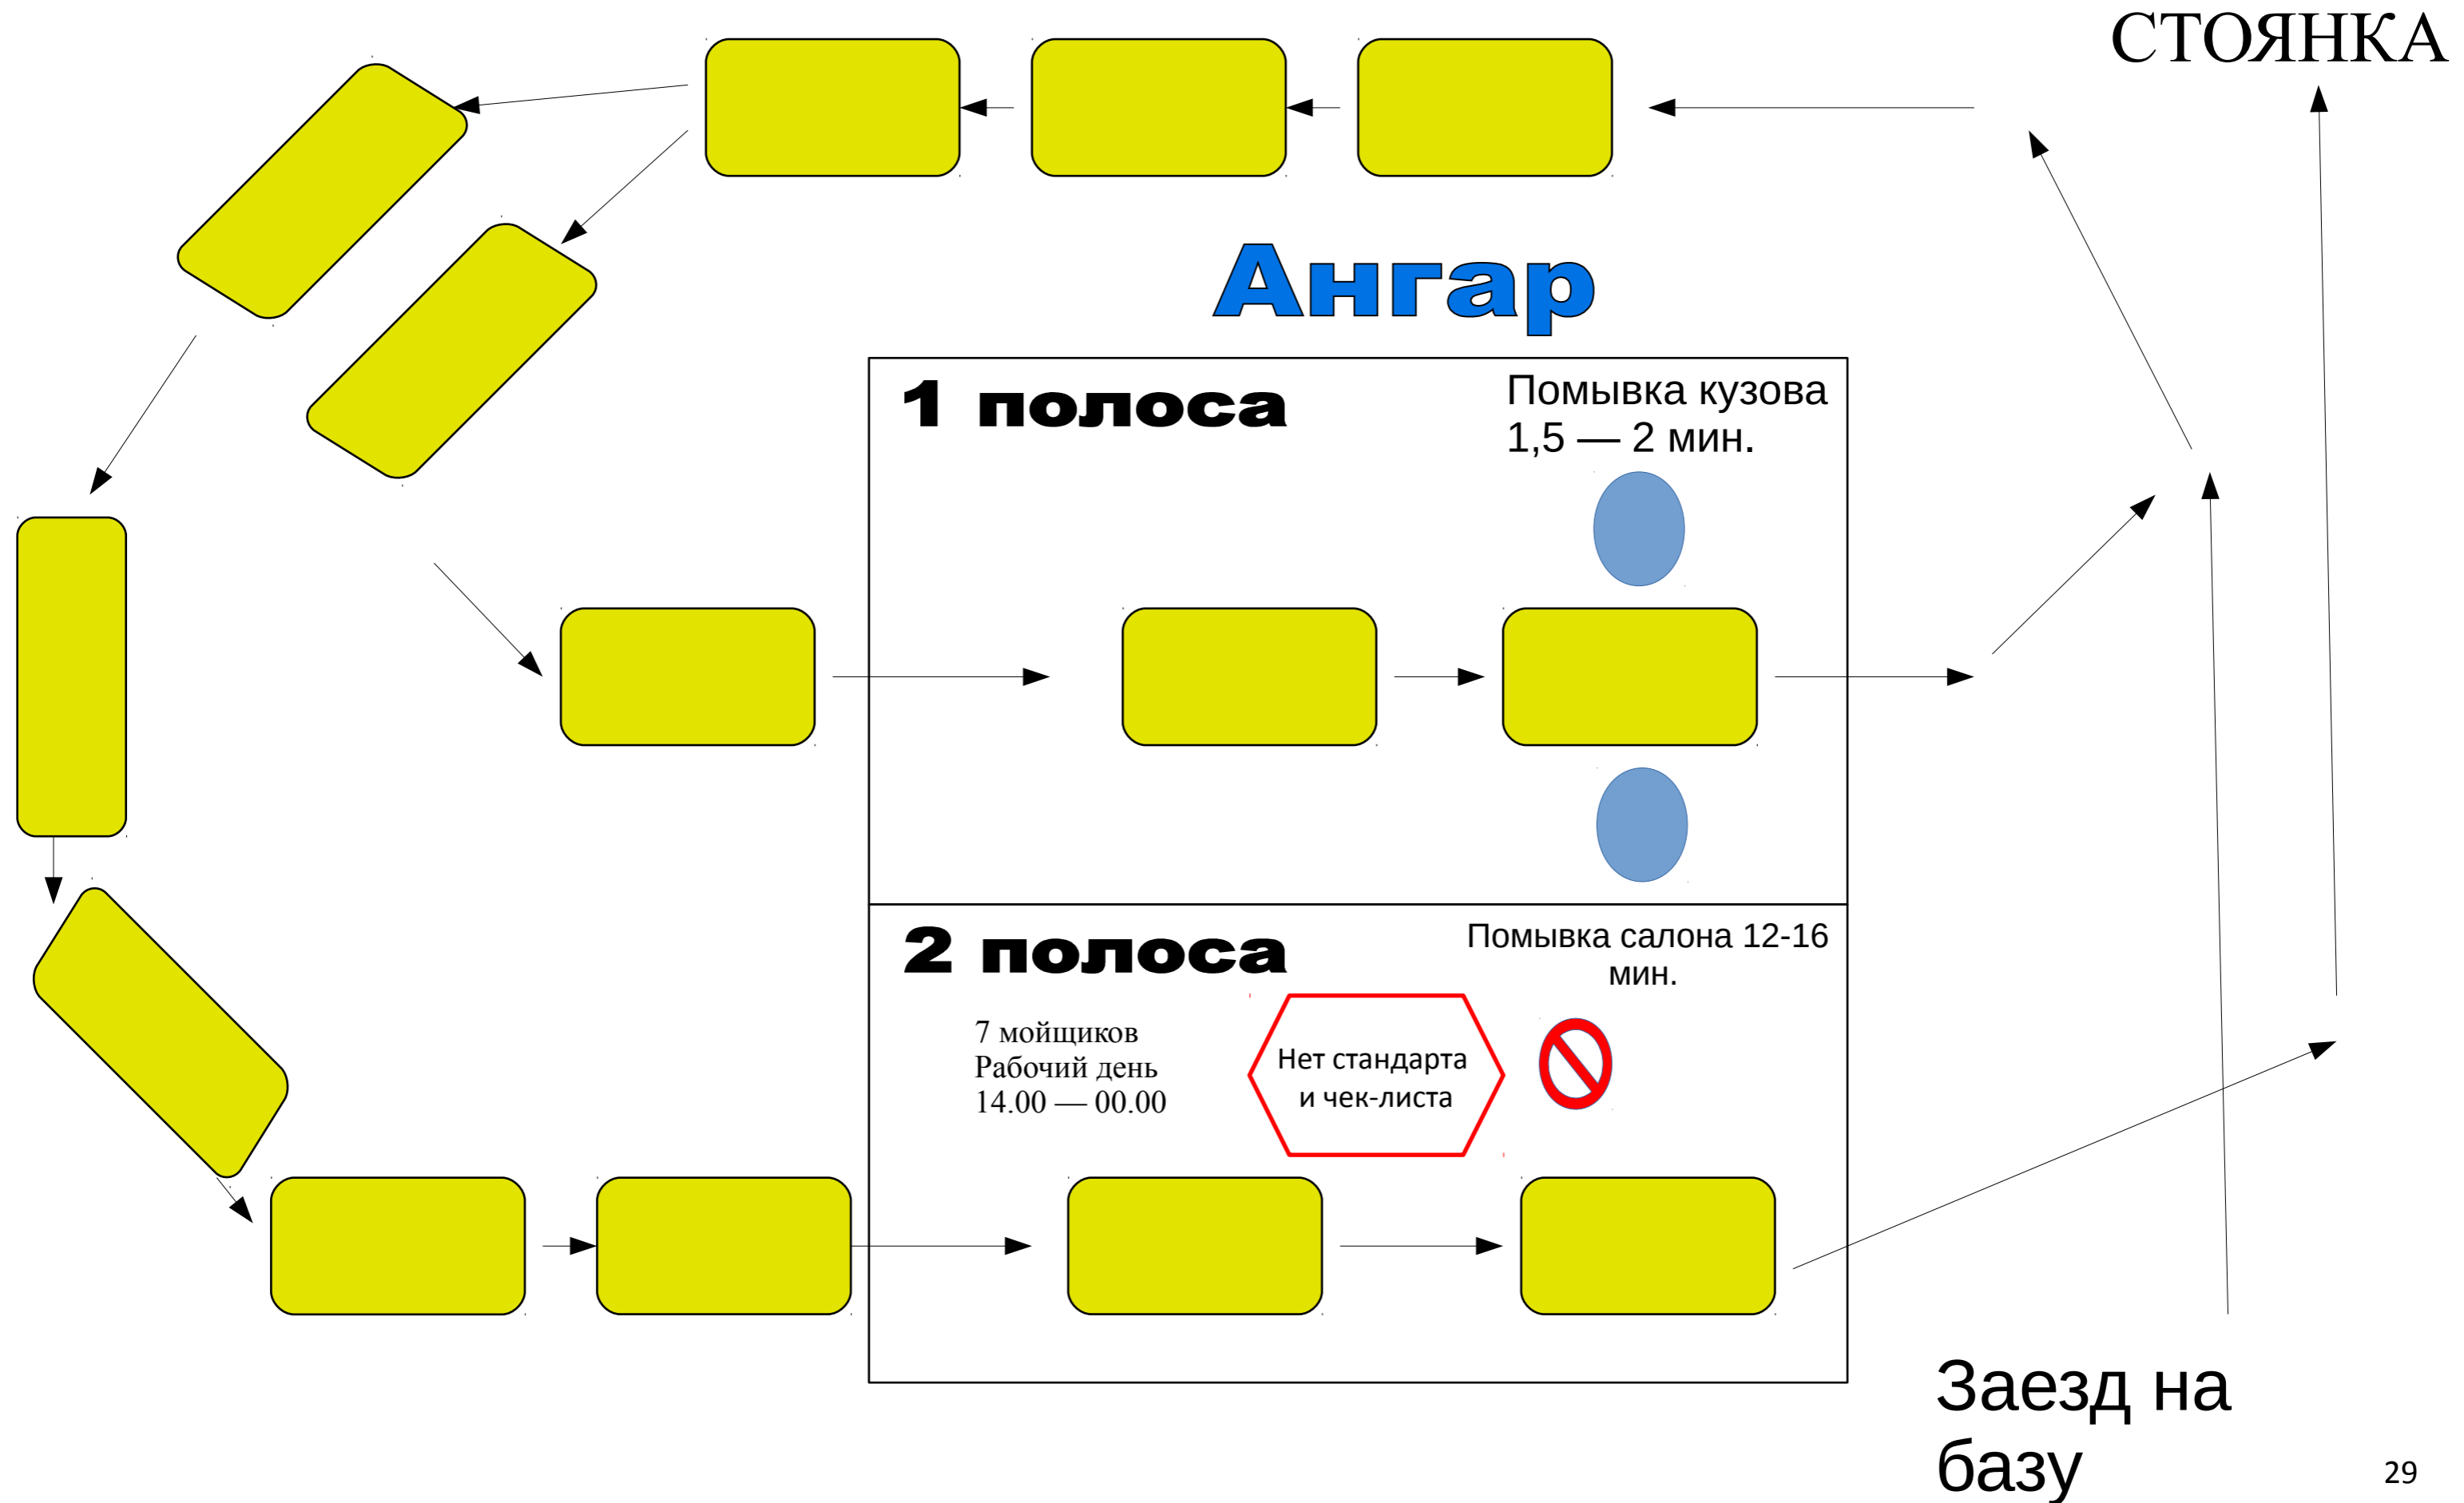 СТОЯНКА
Ангар
1 полоса
Помывка кузова
1,5 — 2 мин.
2 полоса
Помывка салона 12-16
мин.
7 мойщиков
Рабочий день
14.00 — 00.00
Нет стандарта
и чек-листа
Заезд на
базу
29